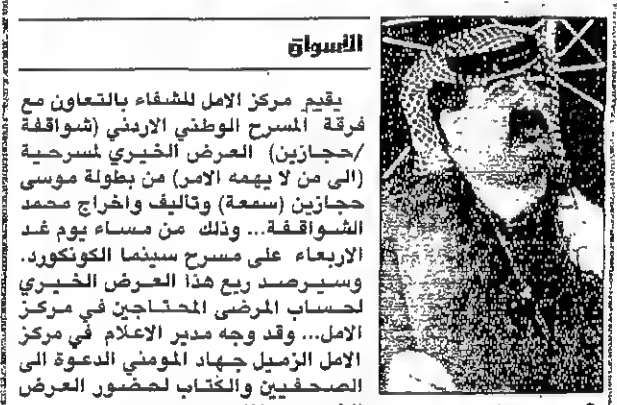 الاسواق
يقيم مركز الامل للشفاء بالتعاون مع
فرقة المسرح الوطني الاردني (شواقفة
/حجازين) العرض الخيري لمسرحية
(الى من لا يهمه الامر) من بطولة موسى
حجازين (سمعة) وتاليف واخراج محمد
الشواقفة... وذلك من مساء يوم غد
الاربعاء على مسرح سينما الكونكورد.
وسيرصد ريع هذا العرض الخيري
لحساب المرضى المحتاجين في مركز
الامل... وقد وجه مدير الاعلام في مركز
الامل الزميل جهاد المومني الدعوة الى
الصحفيين والكتاب لحضور العرض